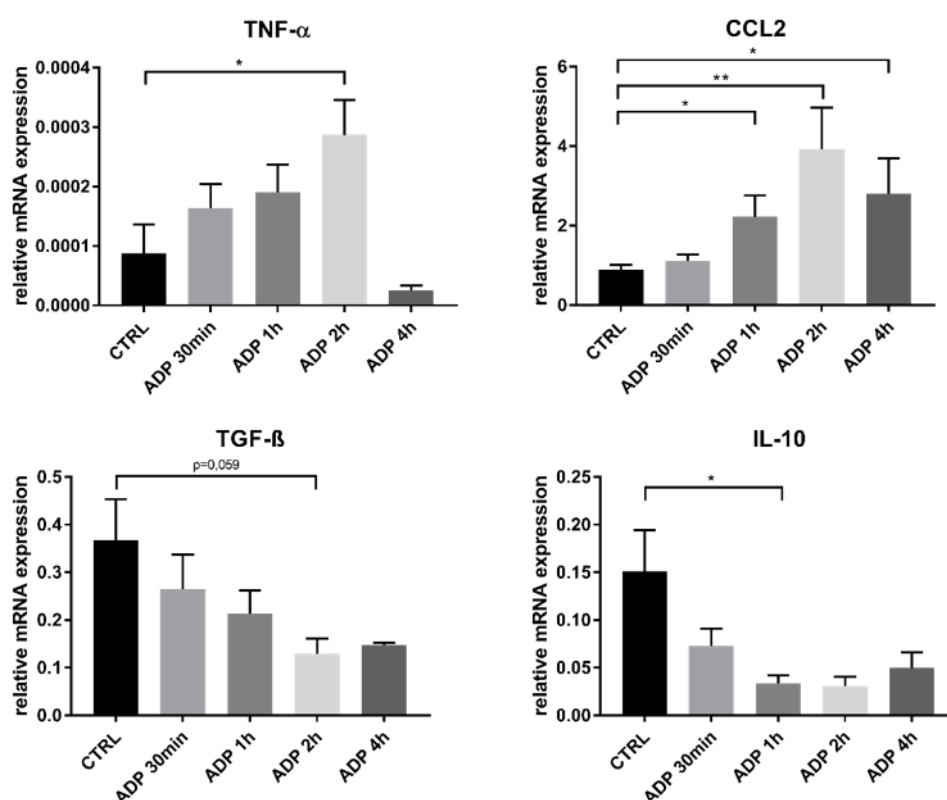 TNF-α
relative mRNA expression
0.0004
0.0003
0.0002
0.0001
0.0000
*
CTRL
ADP 30min
ADP 1h
ADP 2h
ADP 4h
CCL2
relative mRNA expression
6
4
2
0
*
**
*
CTRL
ADP 30min
ADP 1h
ADP 2h
ADP 4h
TGF-ß
relative mRNA expression
0.5
0.4
0.3
0.2
0.1
0.0
p=0,059
CTRL
ADP 30min
ADP 1h
ADP 2h
ADP 4h
IL-10
relative mRNA expression
0.25
0.20
0.15
0.10
0.05
0.00
*
CTRL
ADP 30min
ADP 1h
ADP 2h
ADP 4h